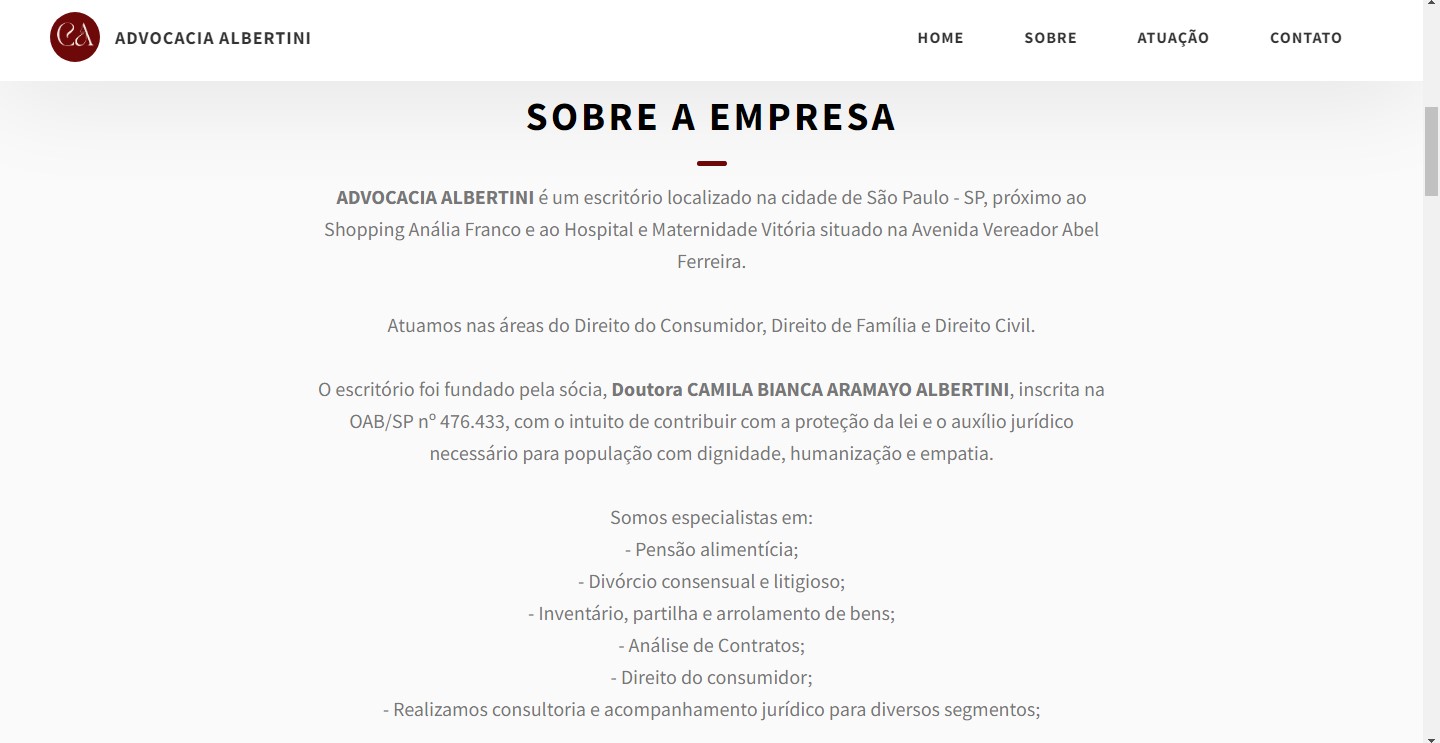 CA
ADVOCACIA ALBERTINI
HOME
SOBRE
ATUAÇÃO
CONTATO
SOBRE A EMPRESA
ADVOCACIA ALBERTINI é um escritório localizado na cidade de São Paulo - SP, próximo ao
Shopping Anália Franco e ao Hospital e Maternidade Vitória situado na Avenida Vereador Abel
Ferreira.
Atuamos nas áreas do Direito do Consumidor, Direito de Família e Direito Civil.
O escritório foi fundado pela sócia, Doutora CAMILA BIANCA ARAMAYO ALBERTINI, inscrita na
OAB/SP nº 476.433, com o intuito de contribuir com a proteção da lei e o auxílio jurídico
necessário para população com dignidade, humanização e empatia.
Somos especialistas em:
- Pensão alimentícia;
- Divórcio consensual e litigioso;
- Inventário, partilha e arrolamento de bens;
- Análise de Contratos;
- Direito do consumidor;
- Realizamos consultoria e acompanhamento jurídico para diversos segmentos;